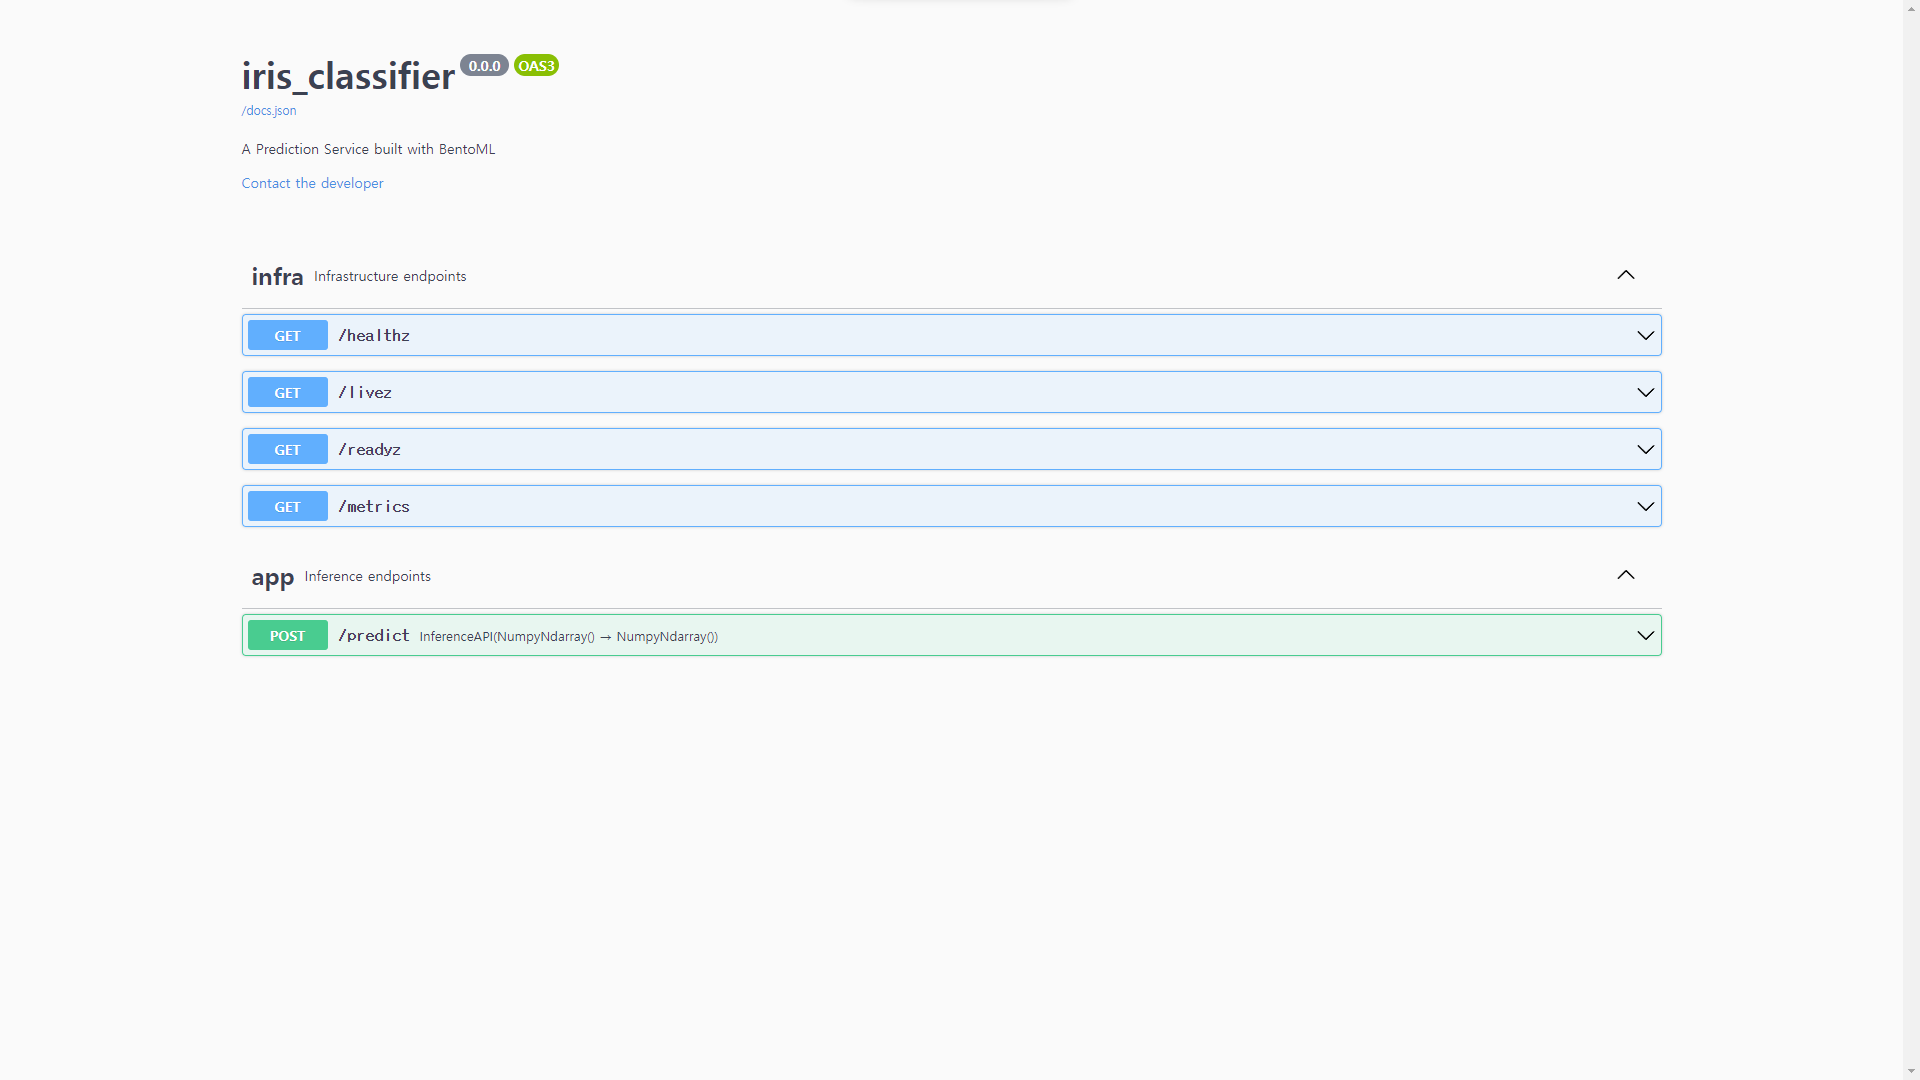 iris_classifier 0.0.0 OAS3
/docs.json
A Prediction Service built with BentoML
Contact the developer
infra Infrastructure endpoints
GET /healthz
GET /livez
GET /readyz
GET /metrics
app Inference endpoints
POST /predict InferenceAPI(NumpyNdarray() → NumpyNdarray())